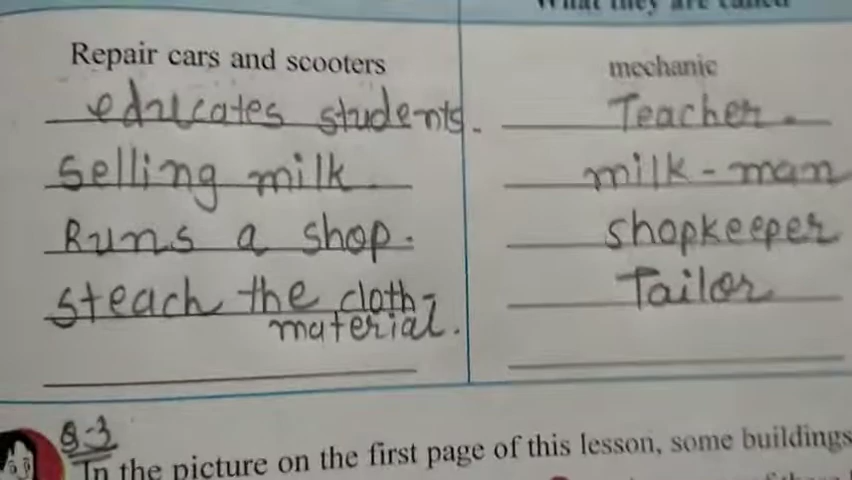 What they are called
Repair cars and scooters mechanic
educates students. Teacher.
Selling milk milk-man
Runs a shop. shopkeeper
steach the cloth- Tailor
material.
Q-3
In the picture on the first page of this lesson, some buildings